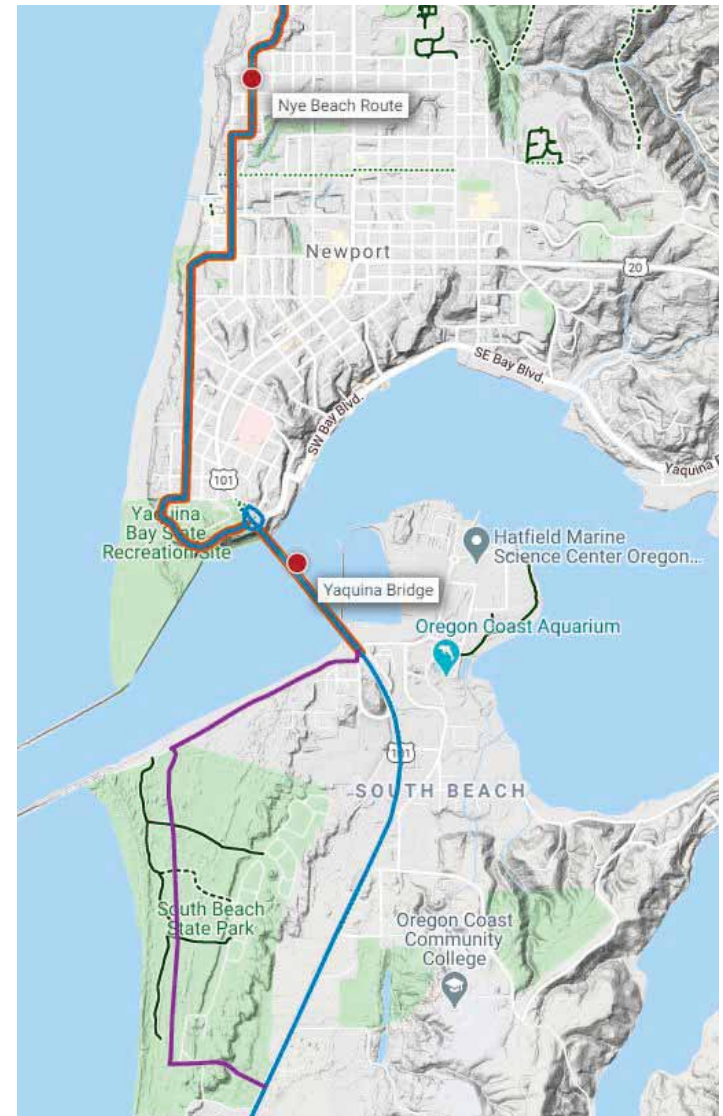 Nye Beach Route
Newport
20
SE Bay Blvd.
SW Bay Blvd.
Yaquina
101
Yaquina
Bay State
Recreation Site
Hatfield Marine
Science Center Oregon...
Yaquina Bridge
Oregon Coast Aquarium
101
SOUTH BEACH
South Beach
State Park
Oregon Coast
Community
College